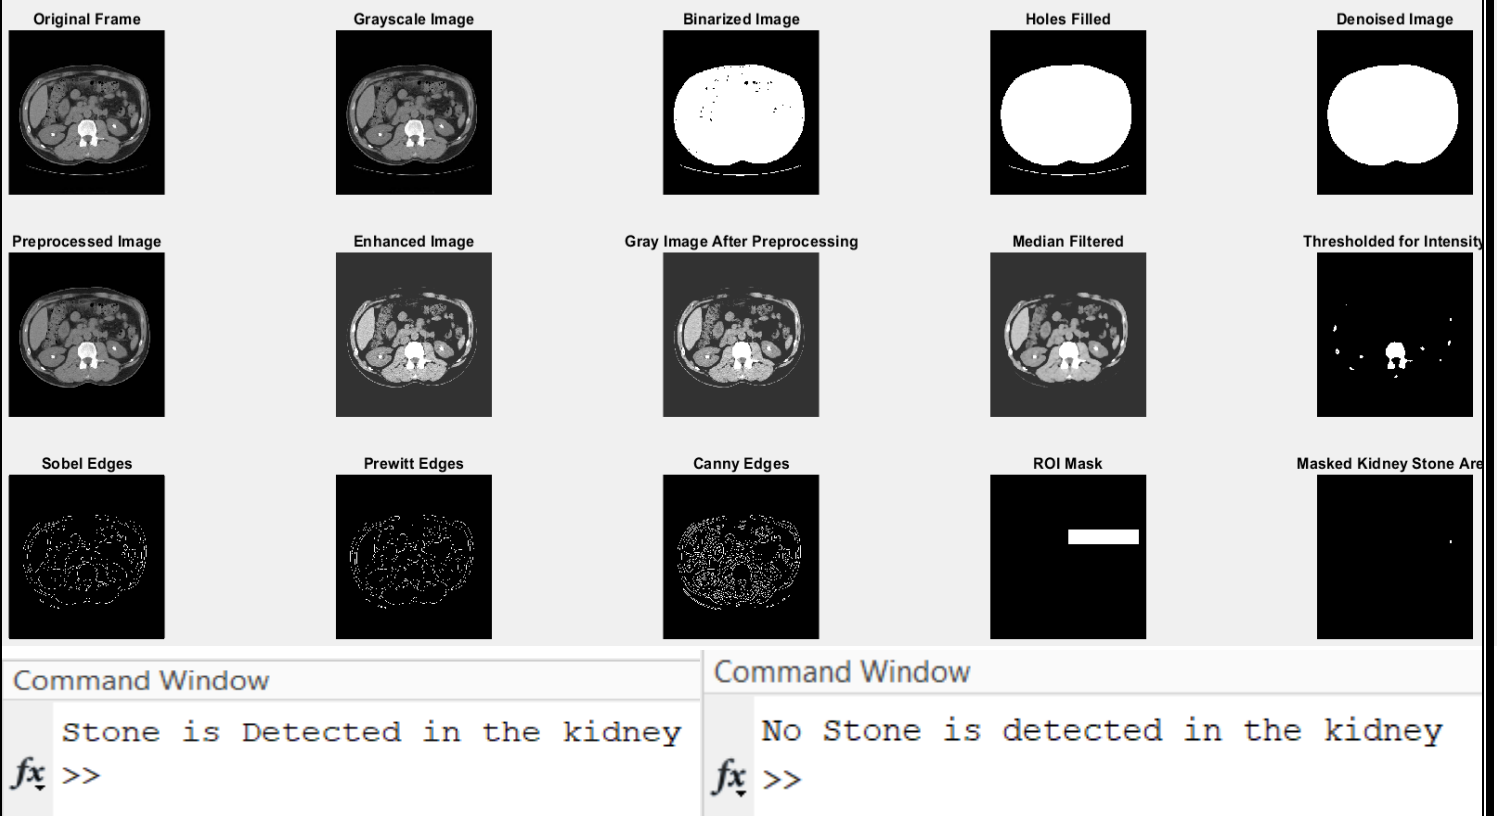 Original Frame
Grayscale Image
Binarized Image
Holes Filled
Denoised Image
Preprocessed Image
Enhanced Image
Gray Image After Preprocessing
Median Filtered
Thresholded for Intensity
Sobel Edges
Prewitt Edges
Canny Edges
ROI Mask
Masked Kidney Stone Are
Command Window
Stone is Detected in the kidney
fx >>
Command Window
No Stone is detected in the kidney
fx >>